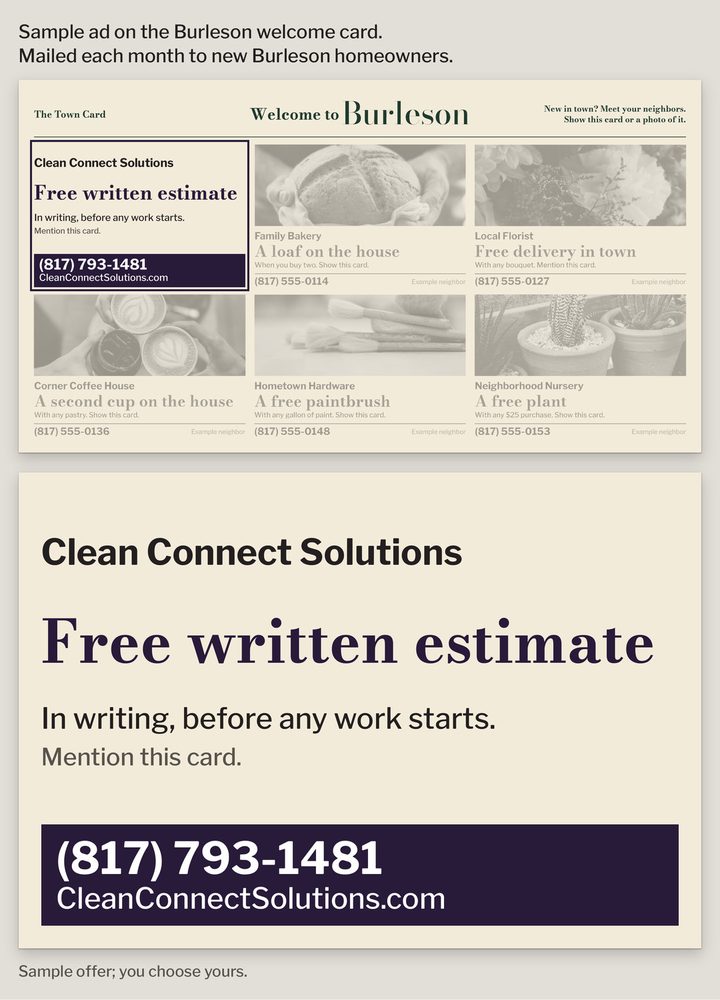 Sample ad on the Burleson welcome card.
Mailed each month to new Burleson homeowners.
The Town Card
Welcome to Burleson
New in town? Meet your neighbors.
Show this card or a photo of it.
Clean Connect Solutions
Free written estimate
In writing, before any work starts.
Mention this card.
(817) 793-1481
CleanConnectSolutions.com
Family Bakery
A loaf on the house
When you buy two. Show this card.
(817) 555-0114
Example neighbor
Local Florist
Free delivery in town
With any bouquet. Mention this card.
(817) 555-0127
Example neighbor
Corner Coffee House
A second cup on the house
With any pastry. Show this card.
(817) 555-0136
Example neighbor
Hometown Hardware
A free paintbrush
With any gallon of paint. Show this card.
(817) 555-0148
Example neighbor
Neighborhood Nursery
A free plant
With any $25 purchase. Show this card.
(817) 555-0153
Example neighbor
Clean Connect Solutions
Free written estimate
In writing, before any work starts.
Mention this card.
(817) 793-1481
CleanConnectSolutions.com
Sample offer; you choose yours.